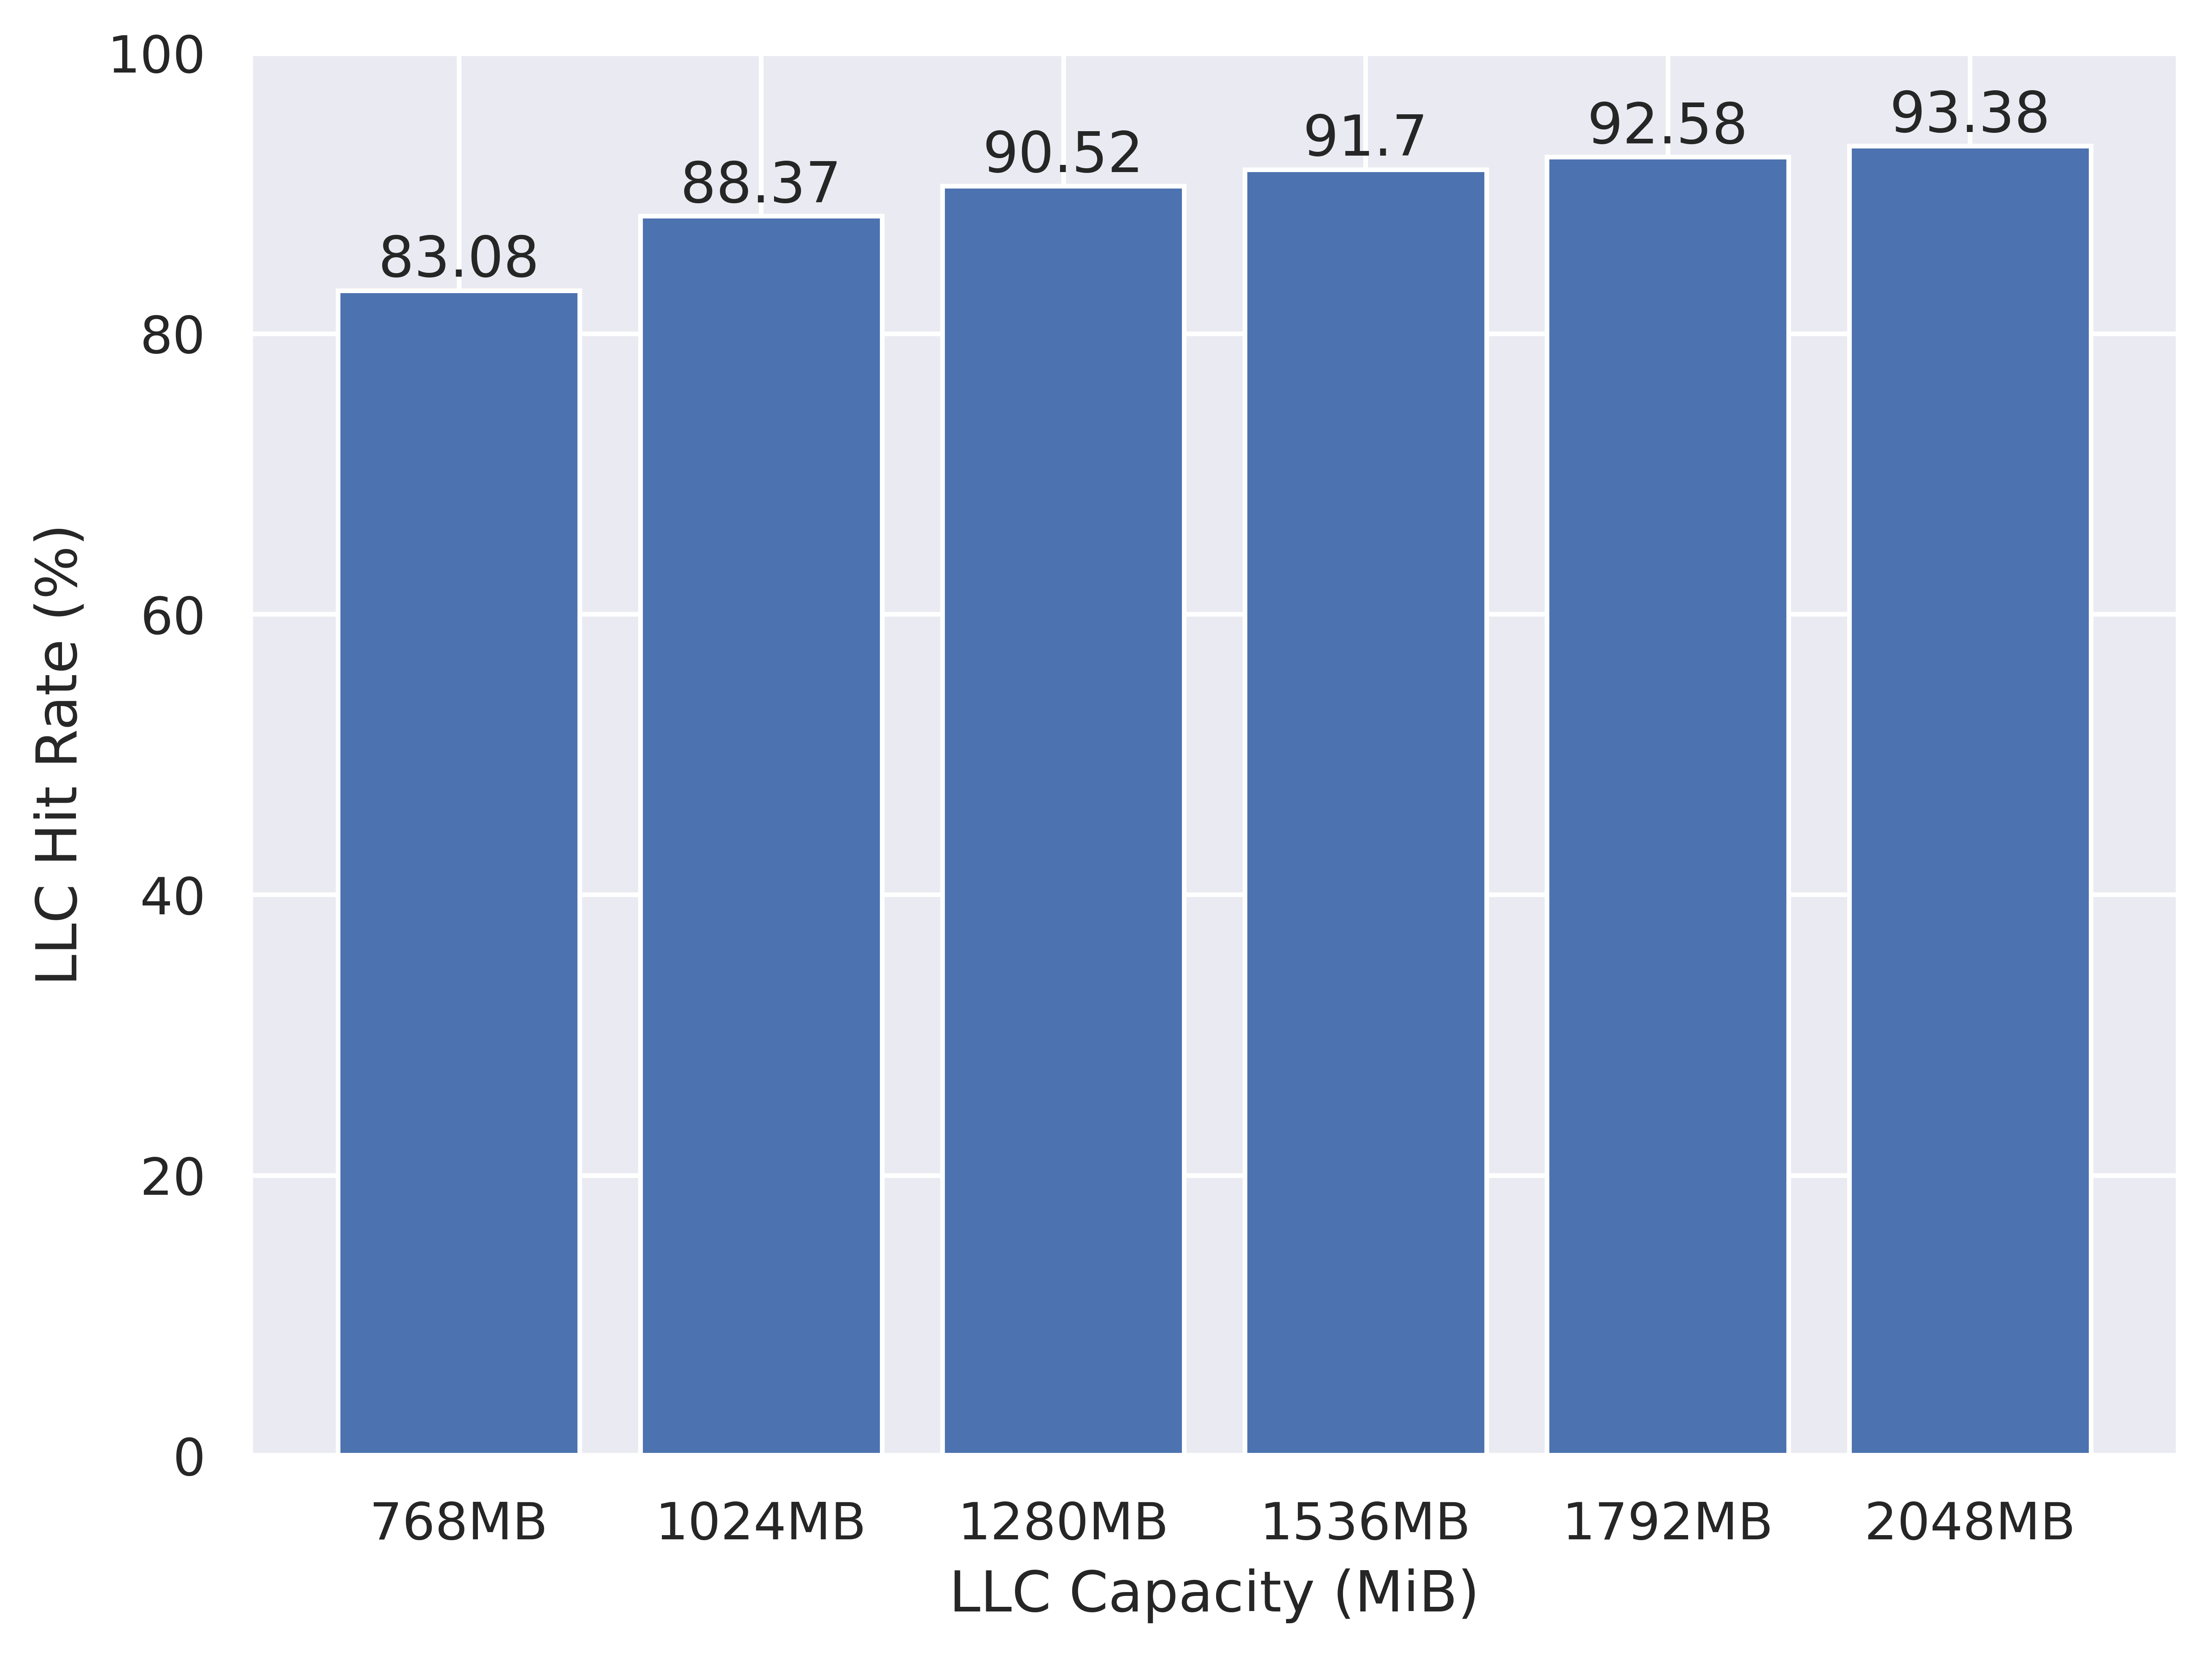 LLC Hit Rate (%)
100
80
60
40
20
0
83.08
88.37
90.52
91.7
92.58
93.38
768MB
1024MB
1280MB
1536MB
1792MB
2048MB
LLC Capacity (MiB)